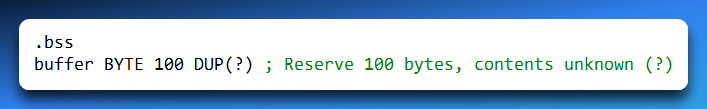 .bss
buffer BYTE 100 DUP(?) ; Reserve 100 bytes, contents unknown (?)